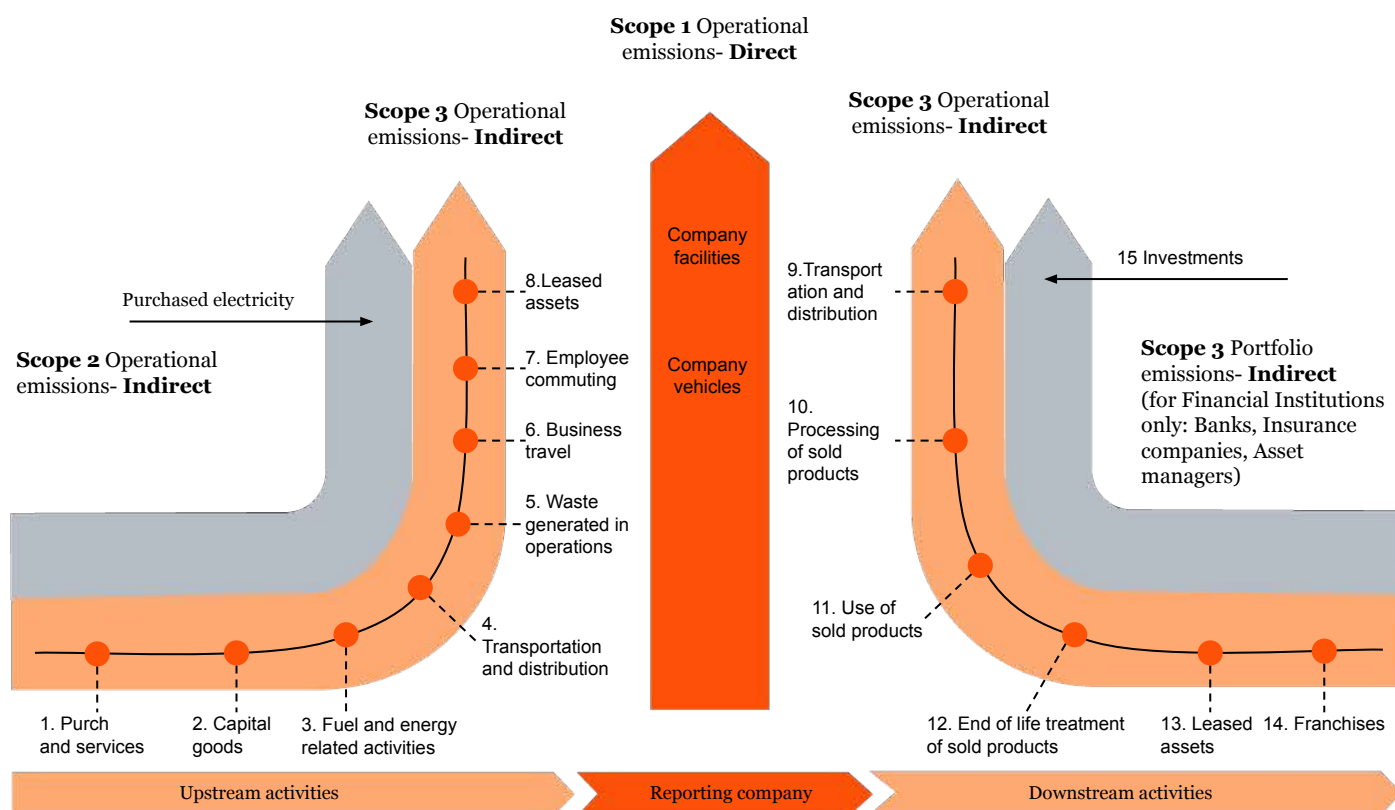 Scope 1 Operational
emissions- Direct
Scope 3 Operational
emissions- Indirect
Scope 3 Operational
emissions- Indirect
Purchased electricity
Scope 2 Operational
emissions- Indirect
8.Leased
assets
7. Employee
commuting
6. Business
travel
5. Waste
generated in
operations
4.
Transportation
and distribution
1. Purch
and services
2. Capital
goods
3. Fuel and energy
related activities
Company
facilities
Company
vehicles
9.Transport
ation and
distribution
10.
Processing
of sold
products
11. Use of
sold products
12. End of life treatment
of sold products
13. Leased
assets
14. Franchises
15 Investments
Scope 3 Portfolio
emissions- Indirect
(for Financial Institutions
only: Banks, Insurance
companies, Asset
managers)
Upstream activities
Reporting company
Downstream activities